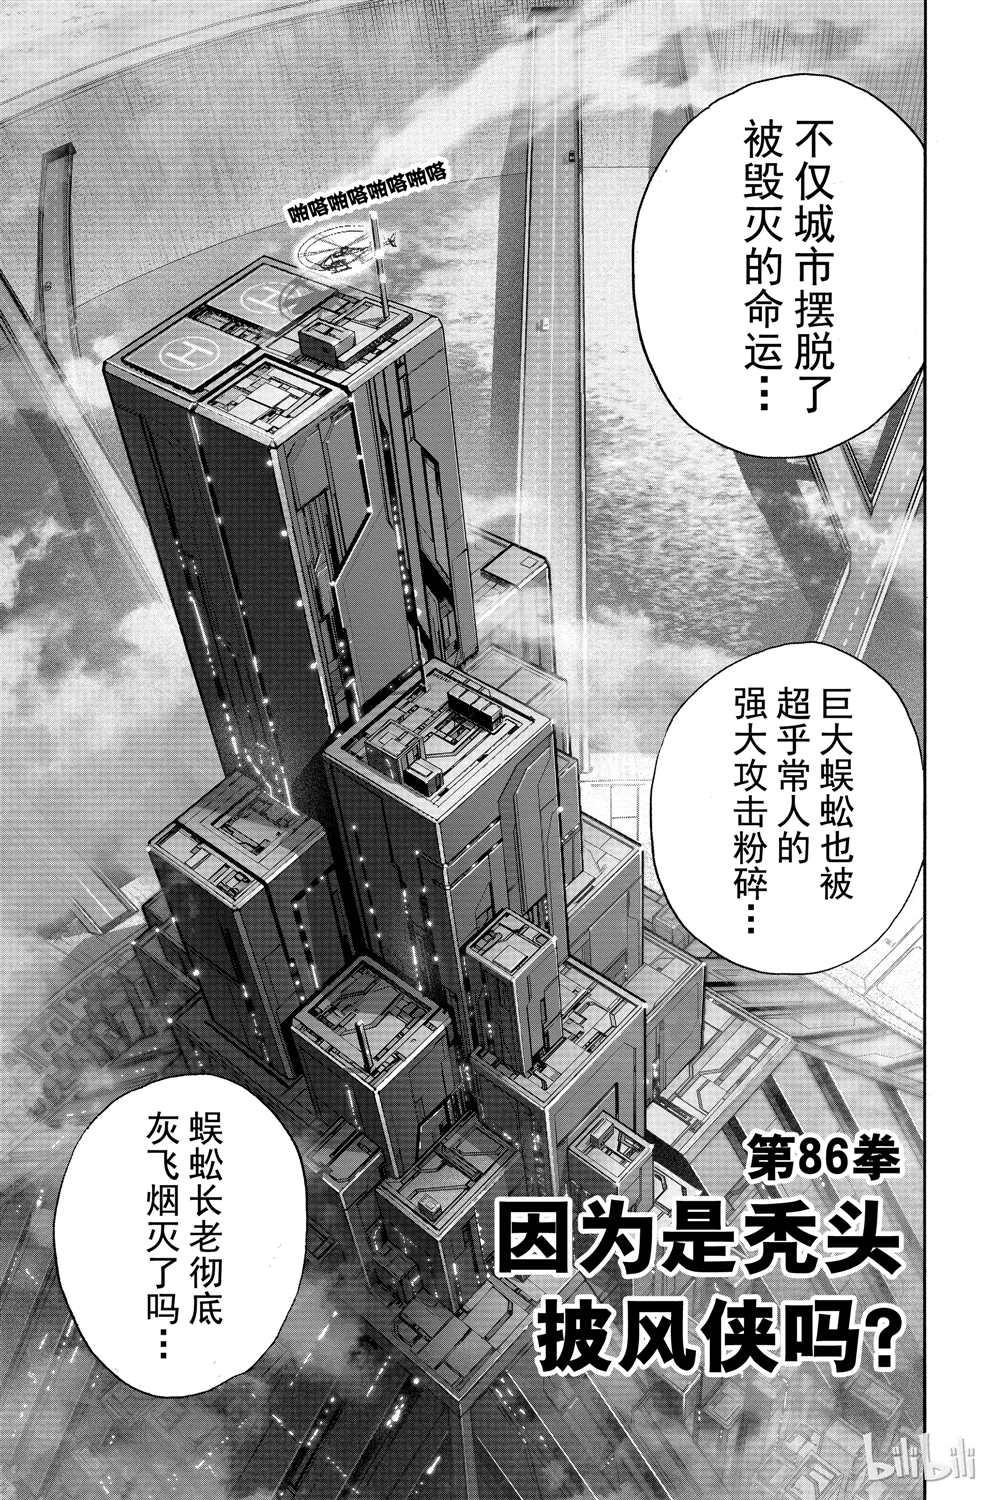 不仅城市摆脱了
被毁灭的命运…
啪嗒啪嗒啪嗒啪嗒
巨大蜈蚣也被
超乎常人的
强大攻击粉碎…
蜈蚣长老彻底
灰飞烟灭了吗…
第86拳
因为是秃头
披风侠吗?
H
H
bilibili